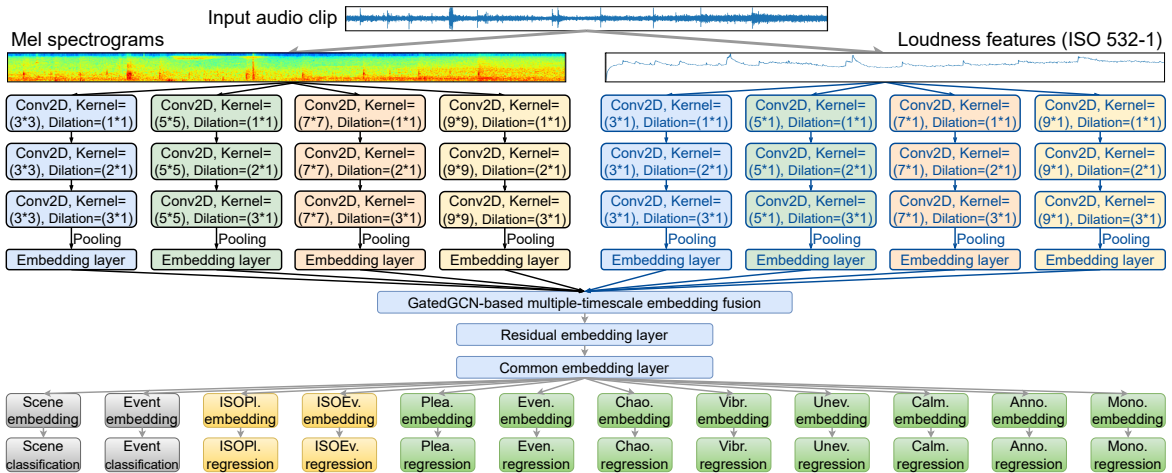 Input audio clip
Mel spectrograms
Loudness features (ISO 532-1)
Conv2D, Kernel=
(3*3), Dilation=(1*1)
Conv2D, Kernel=
(5*5), Dilation=(1*1)
Conv2D, Kernel=
(7*7), Dilation=(1*1)
Conv2D, Kernel=
(9*9), Dilation=(1*1)
Conv2D, Kernel=
(3*1), Dilation=(1*1)
Conv2D, Kernel=
(5*1), Dilation=(1*1)
Conv2D, Kernel=
(7*1), Dilation=(1*1)
Conv2D, Kernel=
(9*1), Dilation=(1*1)
Conv2D, Kernel=
(3*3), Dilation=(2*1)
Conv2D, Kernel=
(5*5), Dilation=(2*1)
Conv2D, Kernel=
(7*7), Dilation=(2*1)
Conv2D, Kernel=
(9*9), Dilation=(2*1)
Conv2D, Kernel=
(3*1), Dilation=(2*1)
Conv2D, Kernel=
(5*1), Dilation=(2*1)
Conv2D, Kernel=
(7*1), Dilation=(2*1)
Conv2D, Kernel=
(9*1), Dilation=(2*1)
Conv2D, Kernel=
(3*3), Dilation=(3*1)
Conv2D, Kernel=
(5*5), Dilation=(3*1)
Conv2D, Kernel=
(7*7), Dilation=(3*1)
Conv2D, Kernel=
(9*9), Dilation=(3*1)
Conv2D, Kernel=
(3*1), Dilation=(3*1)
Conv2D, Kernel=
(5*1), Dilation=(3*1)
Conv2D, Kernel=
(7*1), Dilation=(3*1)
Conv2D, Kernel=
(9*1), Dilation=(3*1)
Pooling
Pooling
Pooling
Pooling
Pooling
Pooling
Pooling
Pooling
Embedding layer
Embedding layer
Embedding layer
Embedding layer
Embedding layer
Embedding layer
Embedding layer
Embedding layer
GatedGCN-based multiple-timescale embedding fusion
Residual embedding layer
Common embedding layer
Scene
embedding
Event
embedding
ISOPl.
embedding
ISOEv.
embedding
Plea.
embedding
Even.
embedding
Chao.
embedding
Vibr.
embedding
Unev.
embedding
Calm.
embedding
Anno.
embedding
Mono.
embedding
Scene
classification
Event
classification
ISOPl.
regression
ISOEv.
regression
Plea.
regression
Even.
regression
Chao.
regression
Vibr.
regression
Unev.
regression
Calm.
regression
Anno.
regression
Mono.
regression